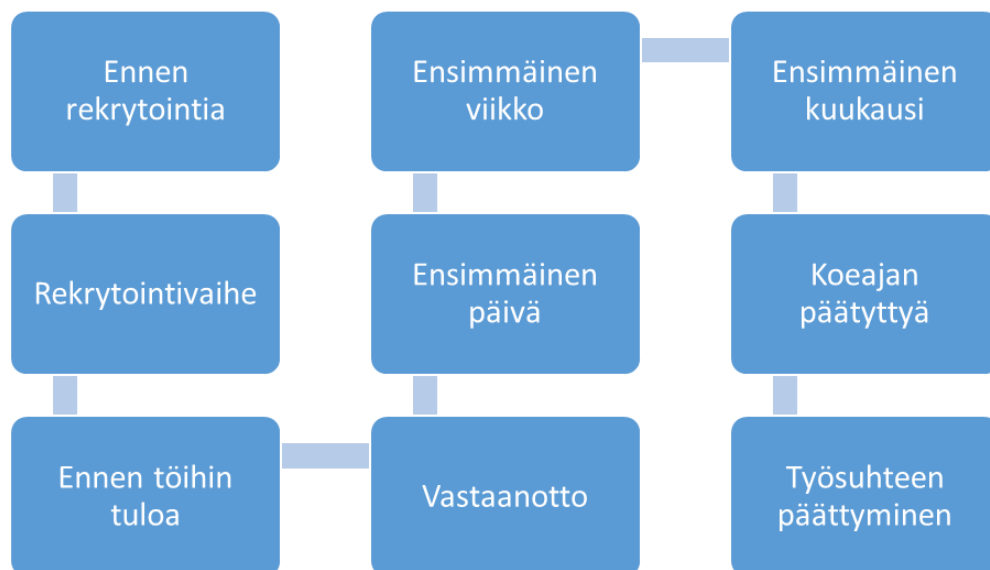 Ennen
rekrytointia
Rekrytointivaihe
Ennen töihin
tuloa
Vastaanotto
Ensimmäinen
päivä
Ensimmäinen
viikko
Ensimmäinen
kuukausi
Koeajan
päätyttyä
Työsuhteen
päättyminen